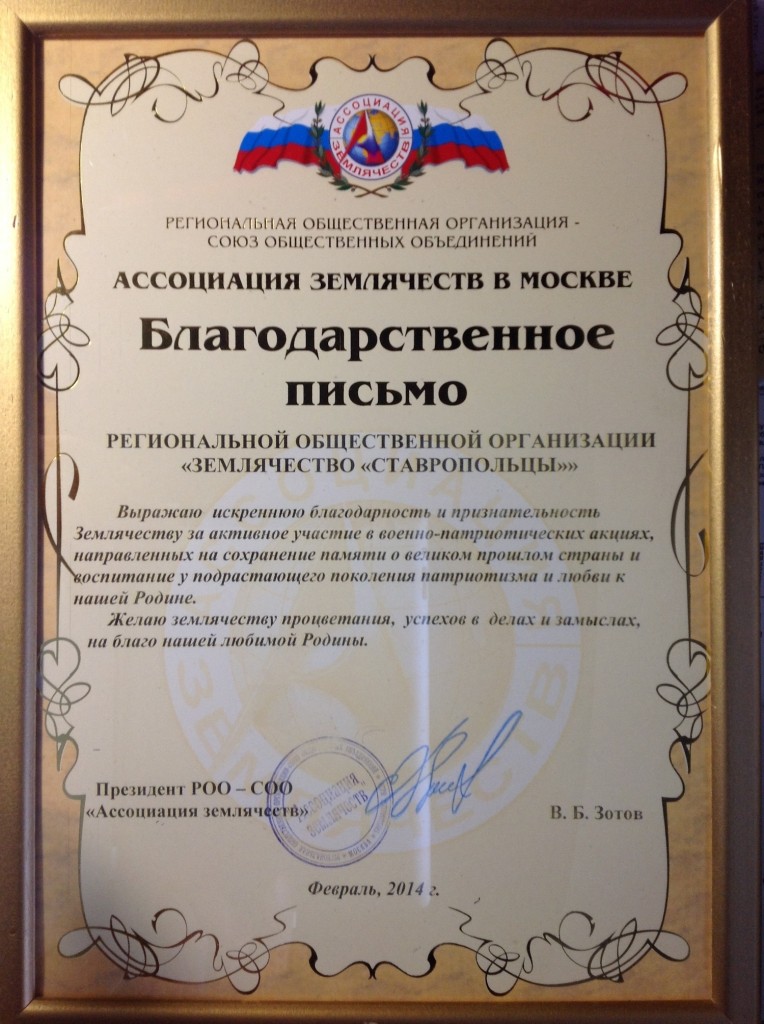 АССОЦИАЦИЯ
ЗЕМЛЯЧЕСТВ
РЕГИОНАЛЬНАЯ ОБЩЕСТВЕННАЯ ОРГАНИЗАЦИЯ -
СОЮЗ ОБЩЕСТВЕННЫХ ОБЪЕДИНЕНИЙ
АССОЦИАЦИЯ ЗЕМЛЯЧЕСТВ В МОСКВЕ
Благодарственное
письмо
РЕГИОНАЛЬНОЙ ОБЩЕСТВЕННОЙ ОРГАНИЗАЦИИ
«ЗЕМЛЯЧЕСТВО «СТАВРОПОЛЬЦЫ»»
Выражаю искреннюю благодарность и признательность
Землячеству за активное участие в военно-патриотических акциях,
направленных на сохранение памяти о великом прошлом страны и
воспитание у подрастающего поколения патриотизма и любви к
нашей Родине.
Желаю землячеству процветания, успехов в делах и замыслах,
на благо нашей любимой Родины.
Президент РОО – СОО
«Ассоциация землячеств»
Ассоциация
землячеств
В. Б. Зотов
Февраль, 2014 г.